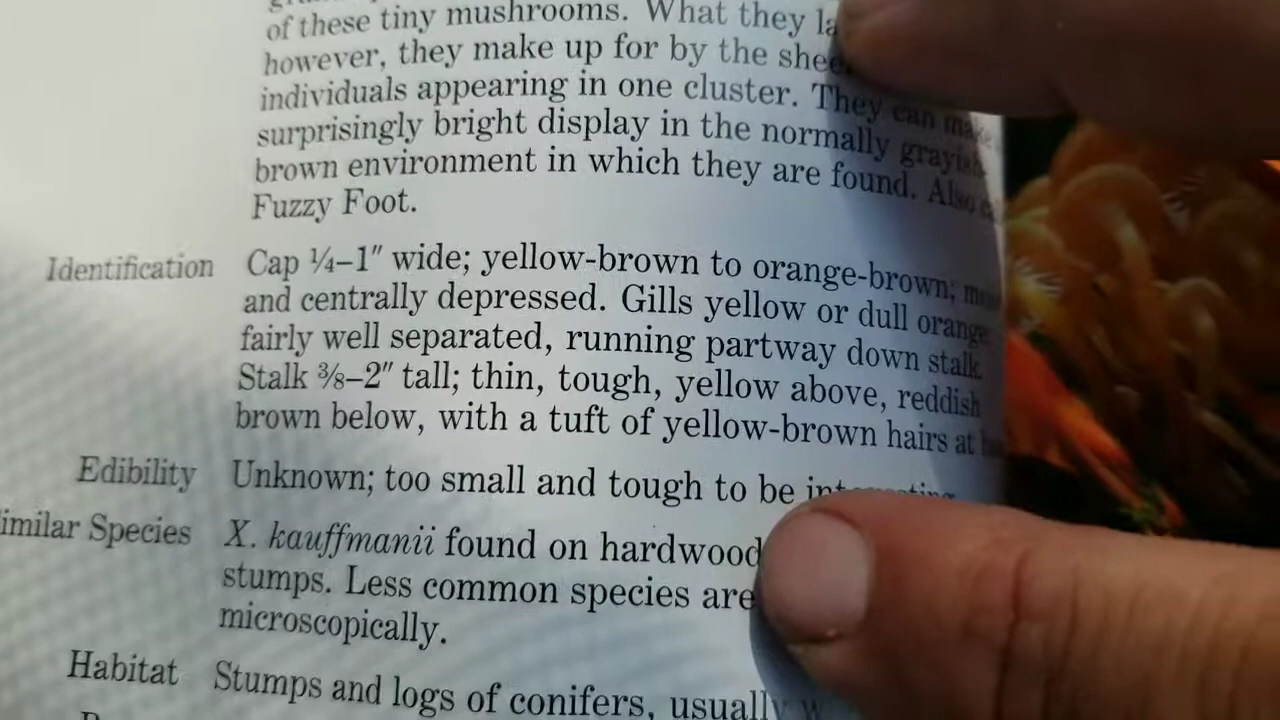 of these tiny mushrooms. What they
however, they make up for by the
individuals appearing in one cluster. They can make
surprisingly bright display in the normally grayish-
brown environment in which they are found. Also
Fuzzy Foot.
Identification Cap ¼–1″ wide; yellow-brown to orange-brown;
and centrally depressed. Gills yellow or dull orange
fairly well separated, running partway down stalk.
Stalk ⅜–2″ tall; thin, tough, yellow above, reddish
brown below, with a tuft of yellow-brown hairs at
Edibility Unknown; too small and tough to be
imilar Species X. kauffmanii found on hardwood
stumps. Less common species are
microscopically.
Habitat Stumps and logs of conifers, usually